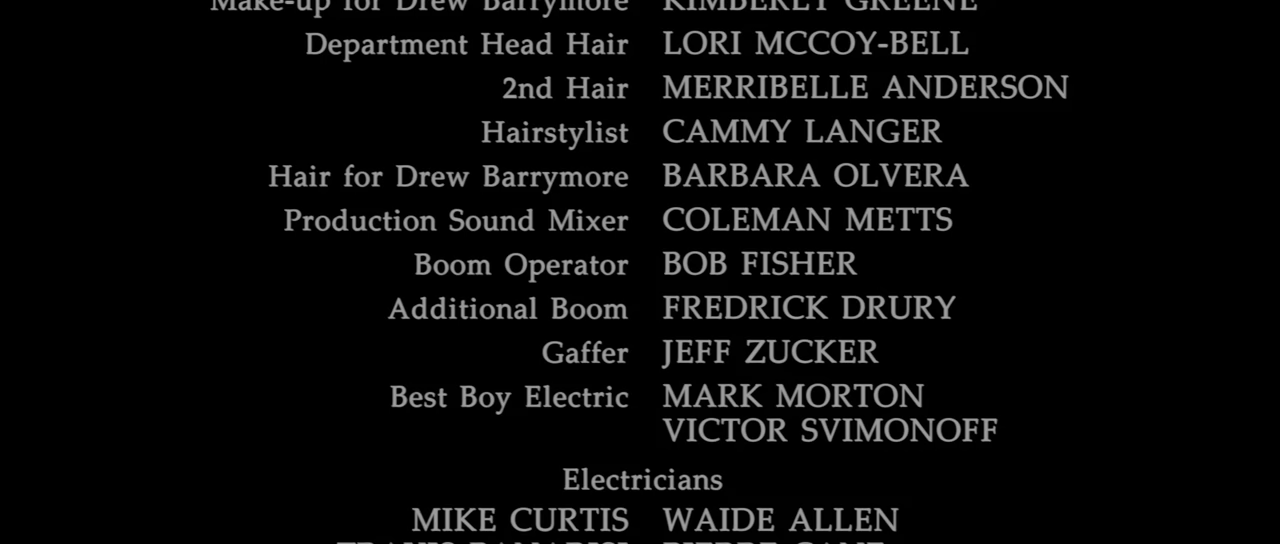 Make-up for Drew Barrymore KIMBERLY GREENE
Department Head Hair LORI MCCOY-BELL
2nd Hair MERRIBELLE ANDERSON
Hairstylist CAMMY LANGER
Hair for Drew Barrymore BARBARA OLVERA
Production Sound Mixer COLEMAN METTS
Boom Operator BOB FISHER
Additional Boom FREDRICK DRURY
Gaffer JEFF ZUCKER
Best Boy Electric MARK MORTON
VICTOR SVIMONOFF
Electricians
MIKE CURTIS WAIDE ALLEN